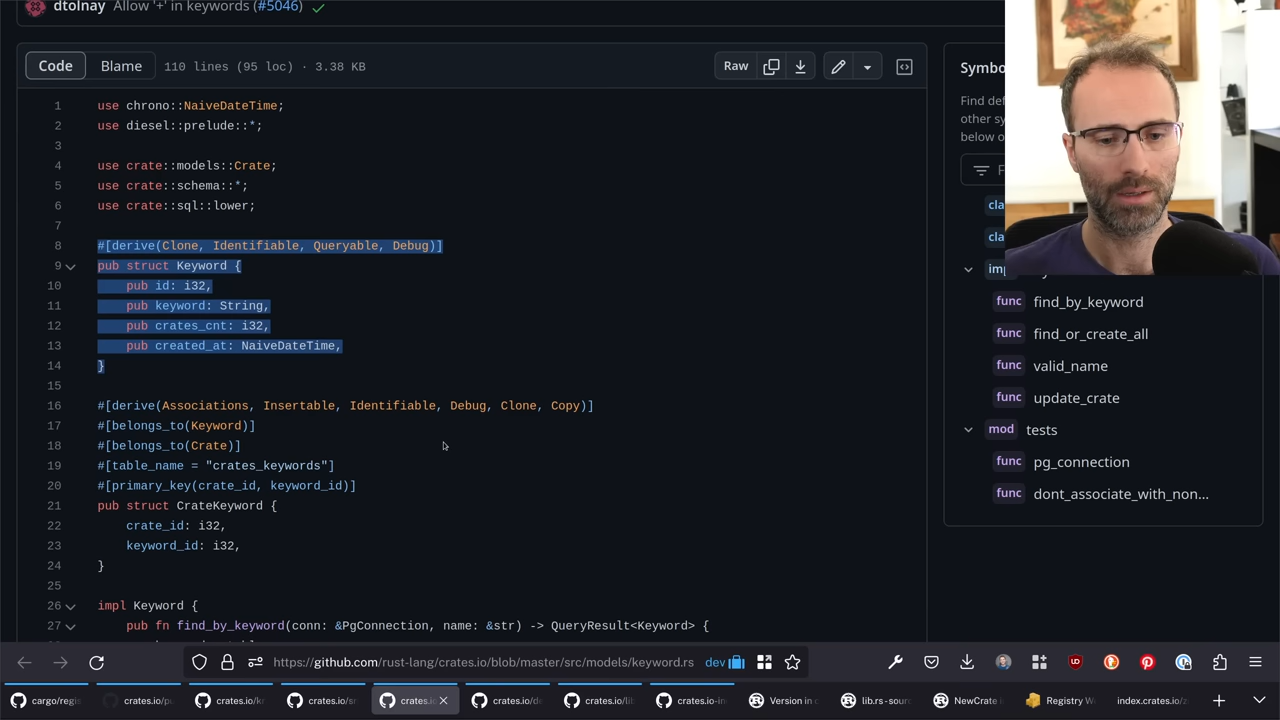 dtolnay Allow '+' in keywords (#5046)
Code Blame 110 lines (95 loc) · 3.38 KB Raw
1 use chrono::NaiveDateTime;
2 use diesel::prelude::*;
3
4 use crate::models::Crate;
5 use crate::schema::*;
6 use crate::sql::lower;
7
8 #[derive(Clone, Identifiable, Queryable, Debug)]
9 pub struct Keyword {
10 pub id: i32,
11 pub keyword: String,
12 pub crates_cnt: i32,
13 pub created_at: NaiveDateTime,
14 }
15
16 #[derive(Associations, Insertable, Identifiable, Debug, Clone, Copy)]
17 #[belongs_to(Keyword)]
18 #[belongs_to(Crate)]
19 #[table_name = "crates_keywords"]
20 #[primary_key(crate_id, keyword_id)]
21 pub struct CrateKeyword {
22 crate_id: i32,
23 keyword_id: i32,
24 }
25
26 impl Keyword {
27 pub fn find_by_keyword(conn: &PgConnection, name: &str) -> QueryResult<Keyword> {
Symbo
Find def
other sy
below o
F
cla
cla
imp
func find_by_keyword
func find_or_create_all
func valid_name
func update_crate
mod tests
func pg_connection
func dont_associate_with_non...
https://github.com/rust-lang/crates.io/blob/master/src/models/keyword.rs dev
cargo/regis crates.io/pu crates.io/kr crates.io/sr crates.i crates.io/de crates.io/lib crates.io-in Version in c lib.rs-sourc NewCrate i Registry W index.crates.io/2